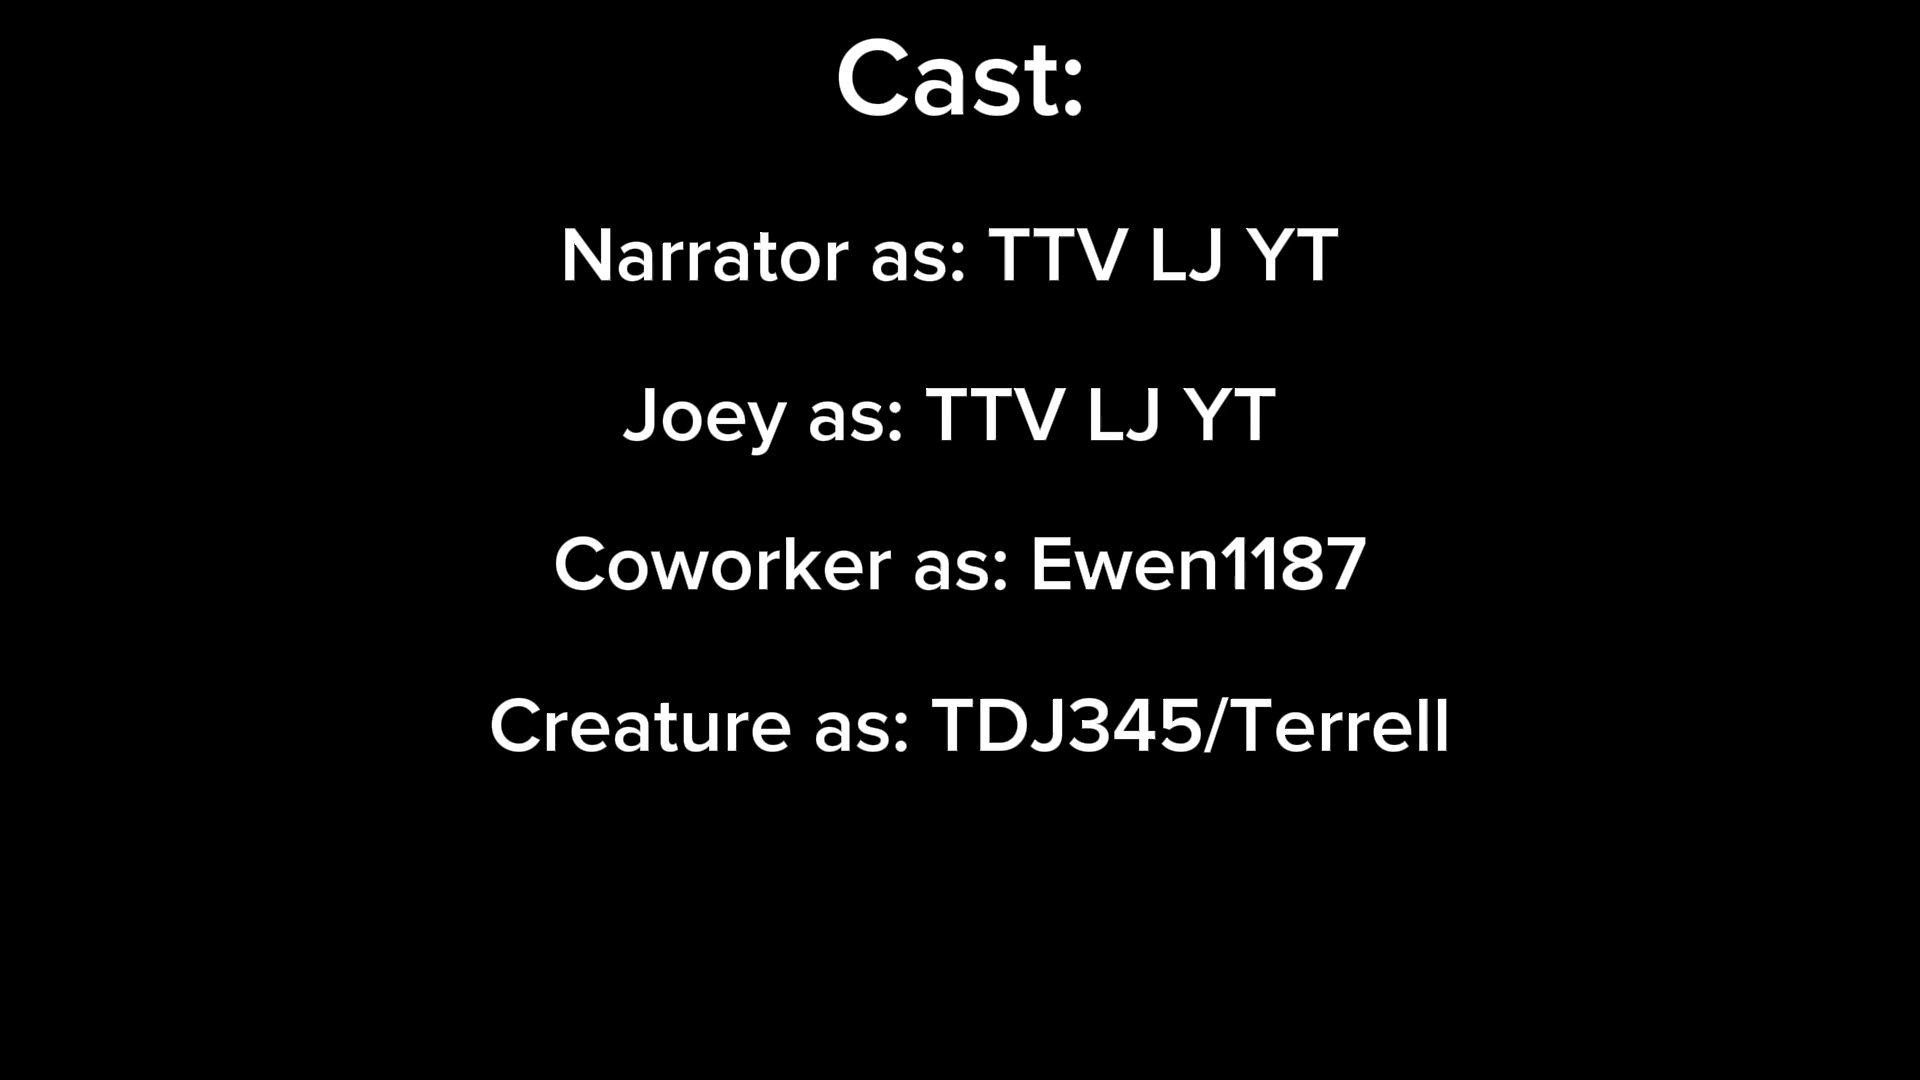 Cast:
Narrator as: TTV LJ YT
Joey as: TTV LJ YT
Coworker as: Ewen1187
Creature as: TDJ345/Terrell